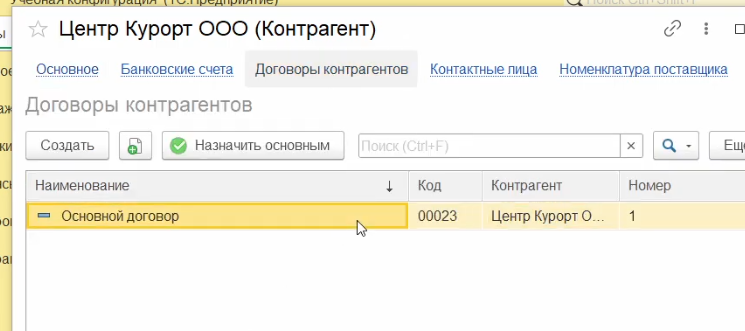 Учебная конфигурация (1С:Предприятие)
Поиск Ctrl+Shift+F
Центр Курорт ООО (Контрагент)
Основное Банковские счета Договоры контрагентов Контактные лица Номенклатура поставщика
Договоры контрагентов
Создать Назначить основным Поиск (Ctrl+F) × Еще
Наименование ↓ Код Контрагент Номер
Основной договор 00023 Центр Курорт О... 1